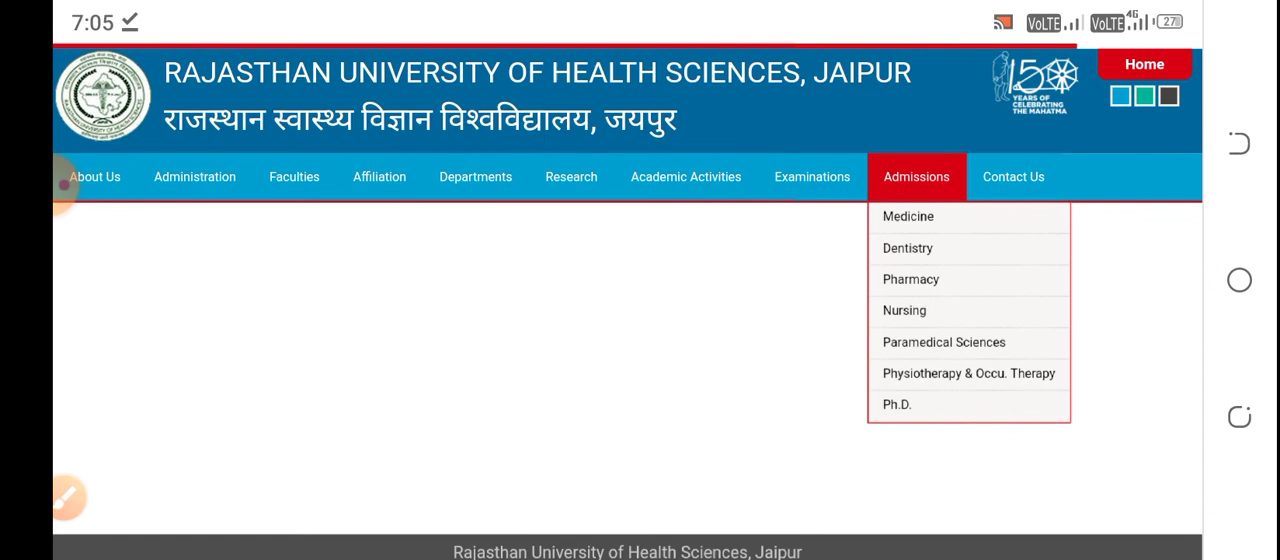 7:05
VoLTE VoLTE 4G 27
RAJASTHAN UNIVERSITY OF HEALTH SCIENCES, JAIPUR
राजस्थान स्वास्थ्य विज्ञान विश्वविद्यालय, जयपुर
150
YEARS OF
CELEBRATING
THE MAHATMA
Home
About Us Administration Faculties Affiliation Departments Research Academic Activities Examinations Admissions Contact Us
Medicine
Dentistry
Pharmacy
Nursing
Paramedical Sciences
Physiotherapy & Occu. Therapy
Ph.D.
Rajasthan University of Health Sciences, Jaipur